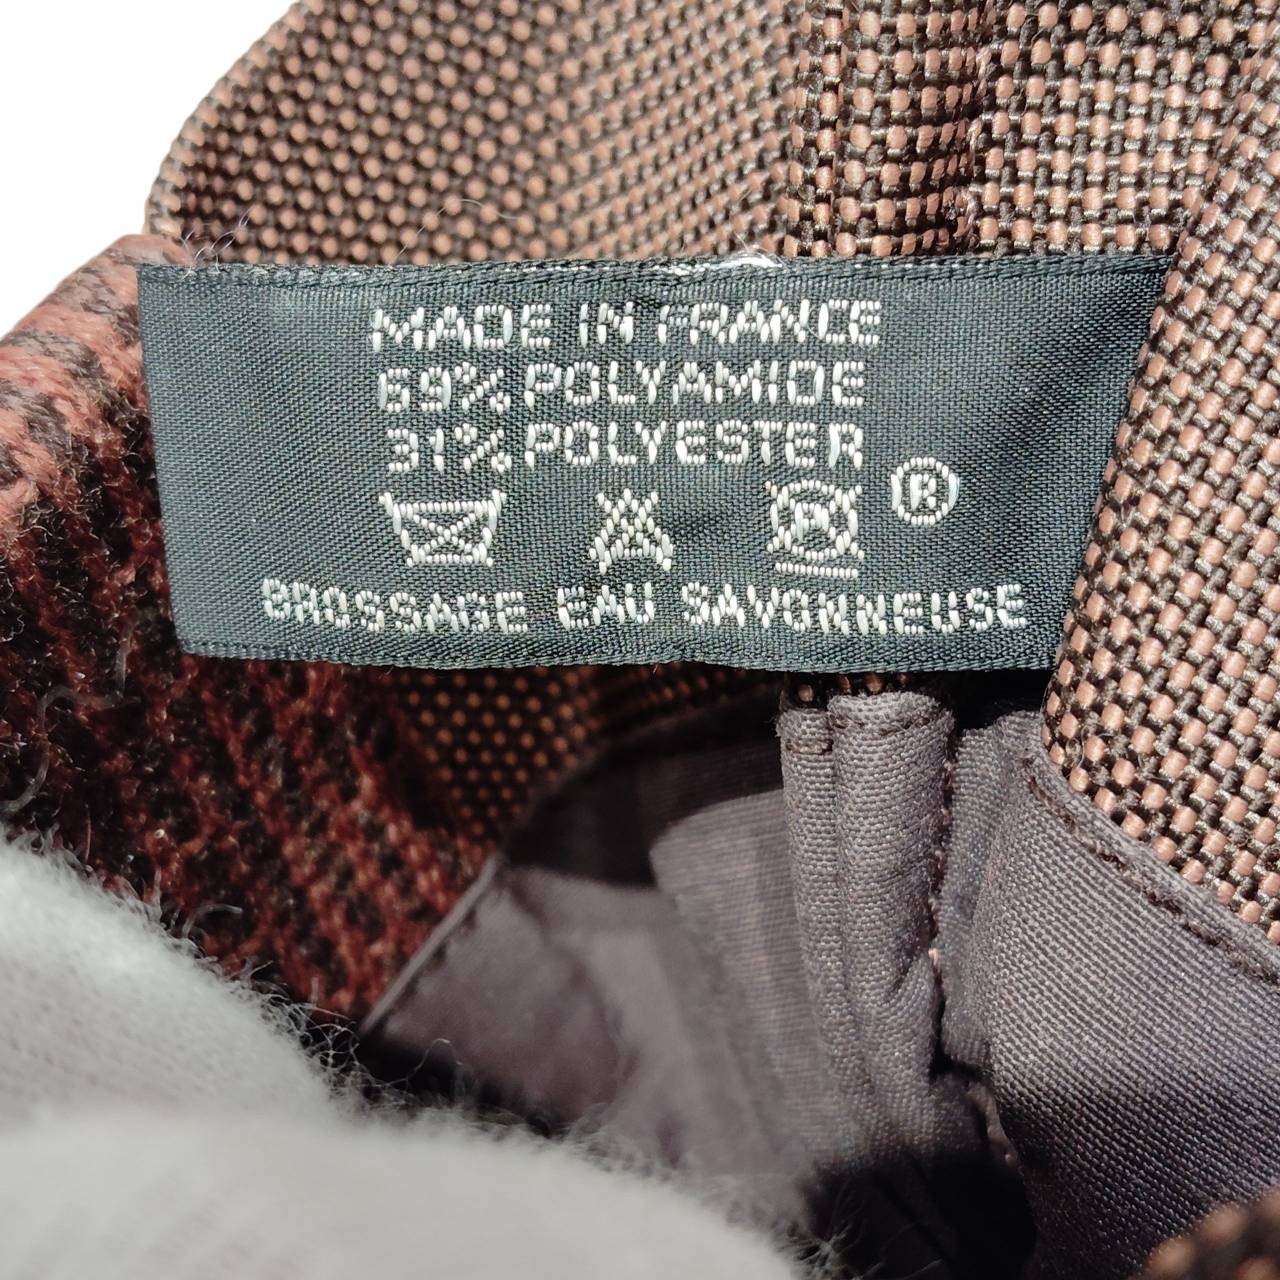 MADE IN FRANCE
69% POLYAMIDE
31% POLYESTER
P ®
BROSSAGE EAU SAVONNEUSE